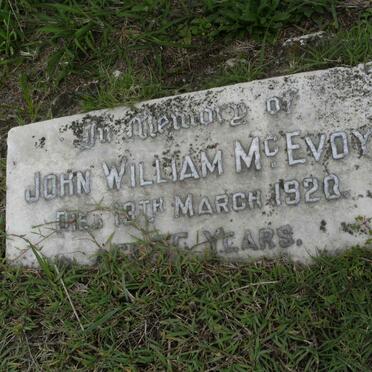 In Memory of
JOHN WILLIAM McEVOY
DIED 13TH MARCH 1920.
YEARS.